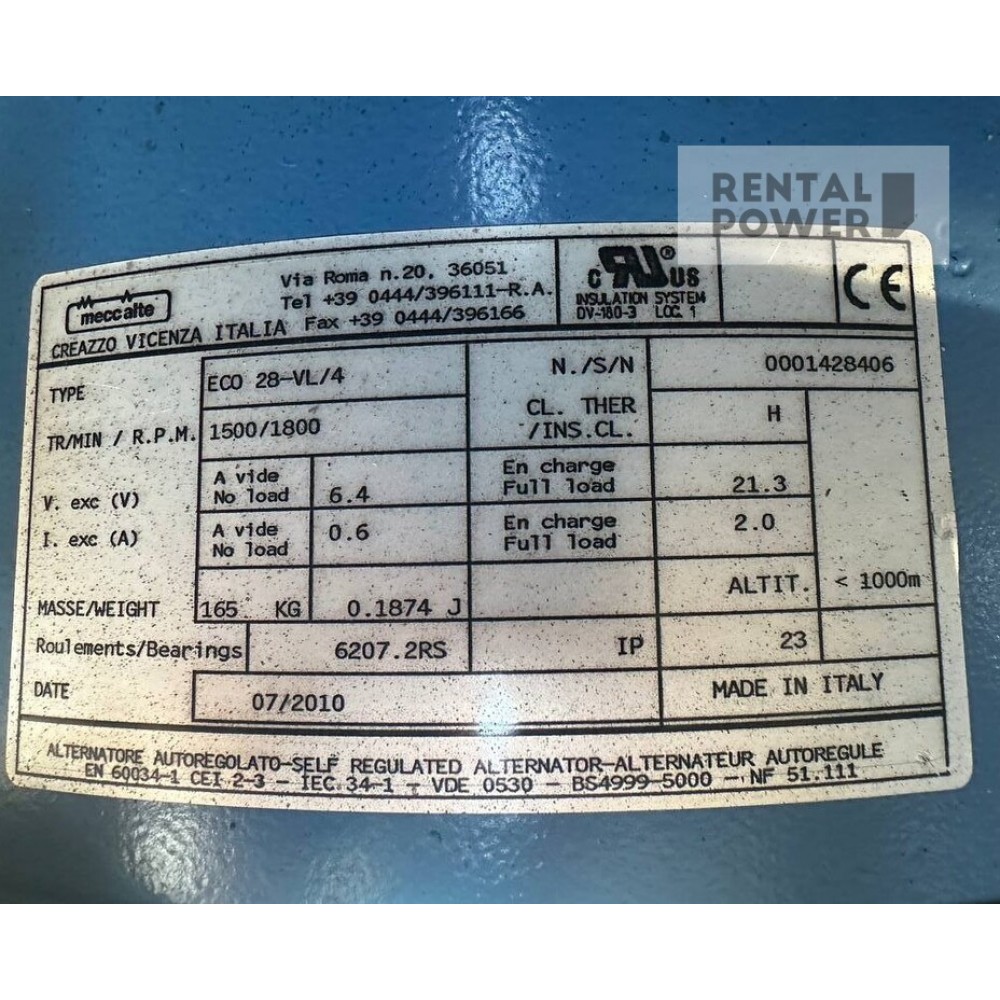 RENTAL
POWER
meccalte
Via Roma n.20, 36051
Tel +39 0444/396111-R.A.
CREAZZO VICENZA ITALIA Fax +39 0444/396166
C RU ® US
INSULATION SYSTEM
DV-180-3 LOC. 1
CE
TYPE ECO 28-VL/4 N./S/N 0001428406
TR/MIN / R.P.M. 1500/1800 CL. THER /INS.CL. H
V. exc (V) A vide No load 6.4 En charge Full load 21.3
I. exc (A) A vide No load 0.6 En charge Full load 2.0
MASSE/WEIGHT 165 KG 0.1874 J ALTIT. < 1000m
Roulements/Bearings 6207.2RS IP 23
DATE 07/2010 MADE IN ITALY
ALTERNATORE AUTOREGOLATO-SELF REGULATED ALTERNATOR-ALTERNATEUR AUTOREGULE
EN 60034-1 CEI 2-3 - IEC 34-1 - VDE 0530 - BS4999-5000 - NF 51.111